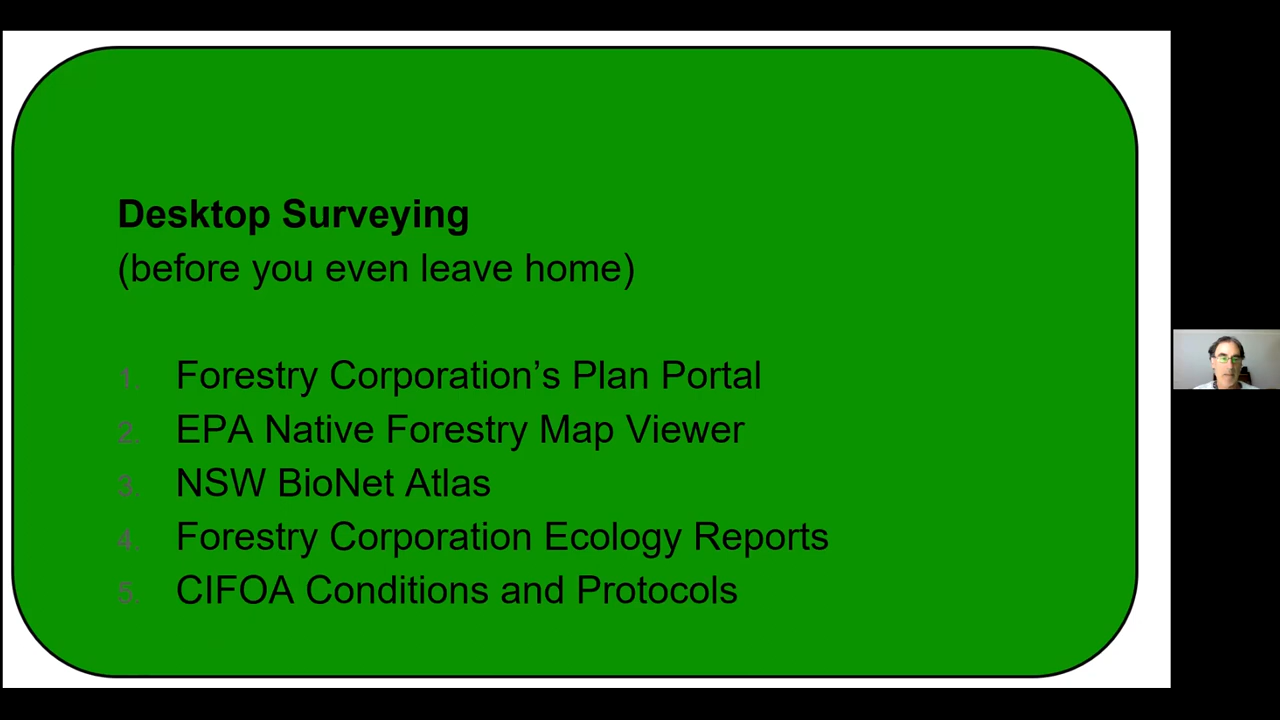 Desktop Surveying
(before you even leave home)
1. Forestry Corporation’s Plan Portal
2. EPA Native Forestry Map Viewer
3. NSW BioNet Atlas
4. Forestry Corporation Ecology Reports
5. CIFOA Conditions and Protocols